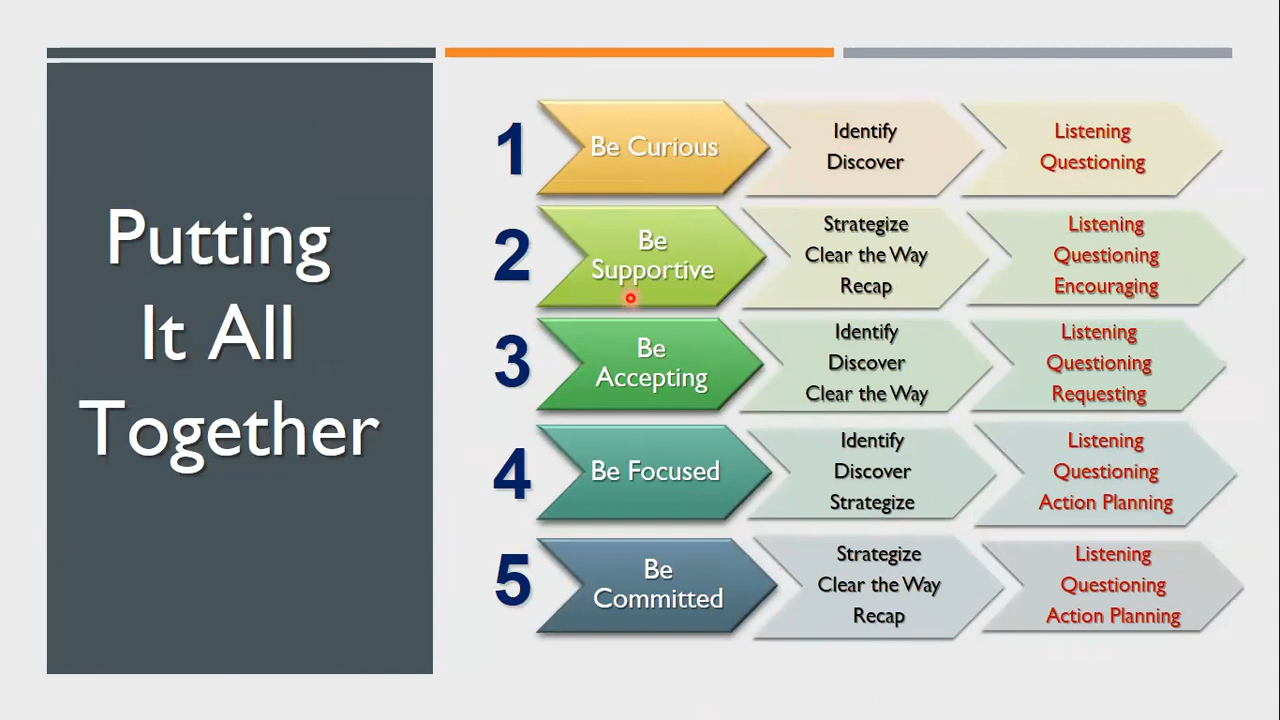 Putting
It All
Together
1
Be Curious
Identify
Discover
Listening
Questioning
2
Be
Supportive
Strategize
Clear the Way
Recap
Listening
Questioning
Encouraging
3
Be
Accepting
Identify
Discover
Clear the Way
Listening
Questioning
Requesting
4
Be Focused
Identify
Discover
Strategize
Listening
Questioning
Action Planning
5
Be
Committed
Strategize
Clear the Way
Recap
Listening
Questioning
Action Planning